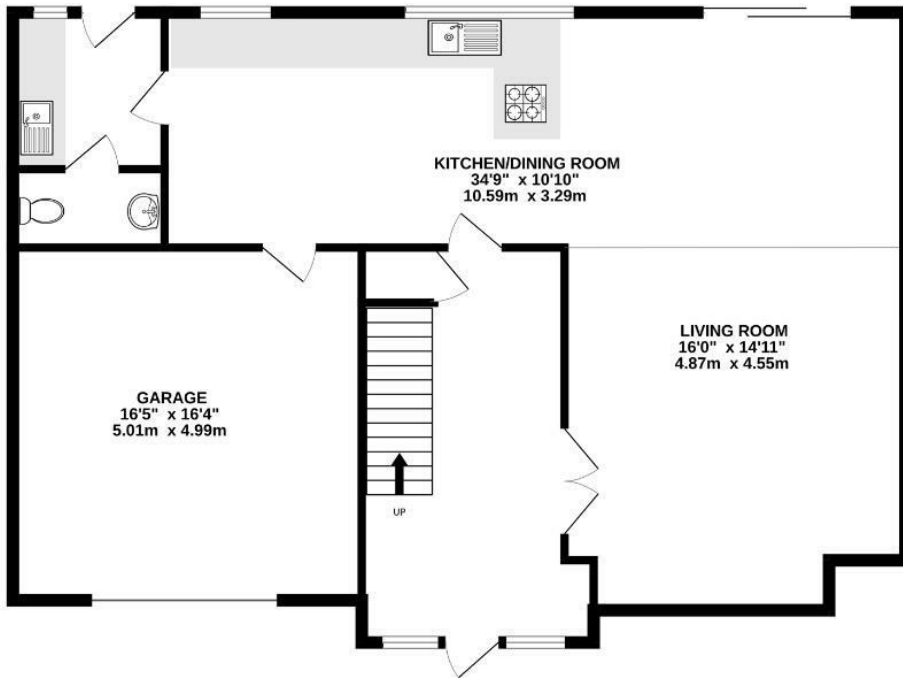 KITCHEN/DINING ROOM
34'9" x 10'10"
10.59m x 3.29m
LIVING ROOM
16'0" x 14'11"
4.87m x 4.55m
GARAGE
16'5" x 16'4"
5.01m x 4.99m
UP